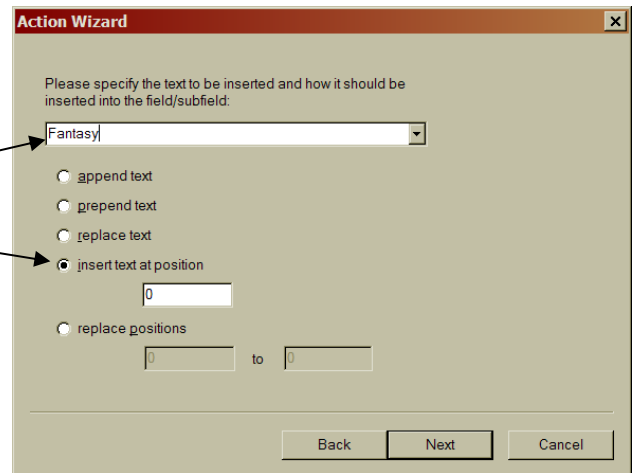 Action Wizard
Please specify the text to be inserted and how it should be
inserted into the field/subfield:
Fantasy
append text
prepend text
replace text
insert text at position
0
replace positions
0 to 0
Back Next Cancel